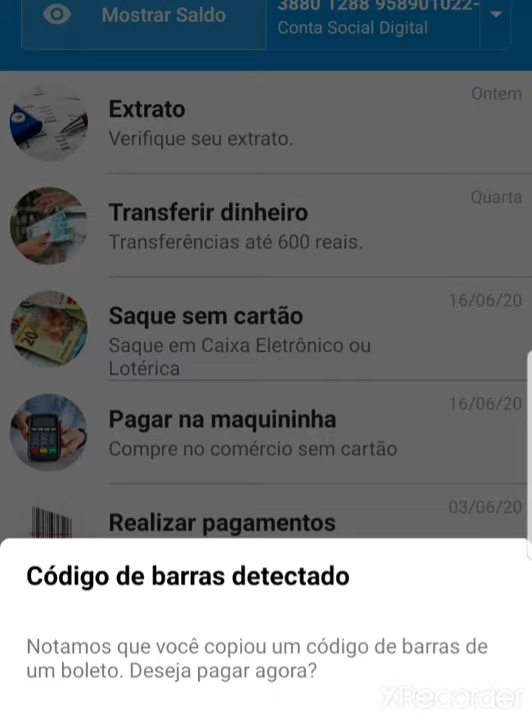 Mostrar Saldo
3880 1288 958901022-
Conta Social Digital
Ontem
Extrato
Verifique seu extrato.
Quarta
Transferir dinheiro
Transferências até 600 reais.
16/06/20
Saque sem cartão
Saque em Caixa Eletrônico ou
Lotérica
16/06/20
Pagar na maquininha
Compre no comércio sem cartão
03/06/20
Realizar pagamentos
Código de barras detectado
Notamos que você copiou um código de barras de
um boleto. Deseja pagar agora?
XRecorder